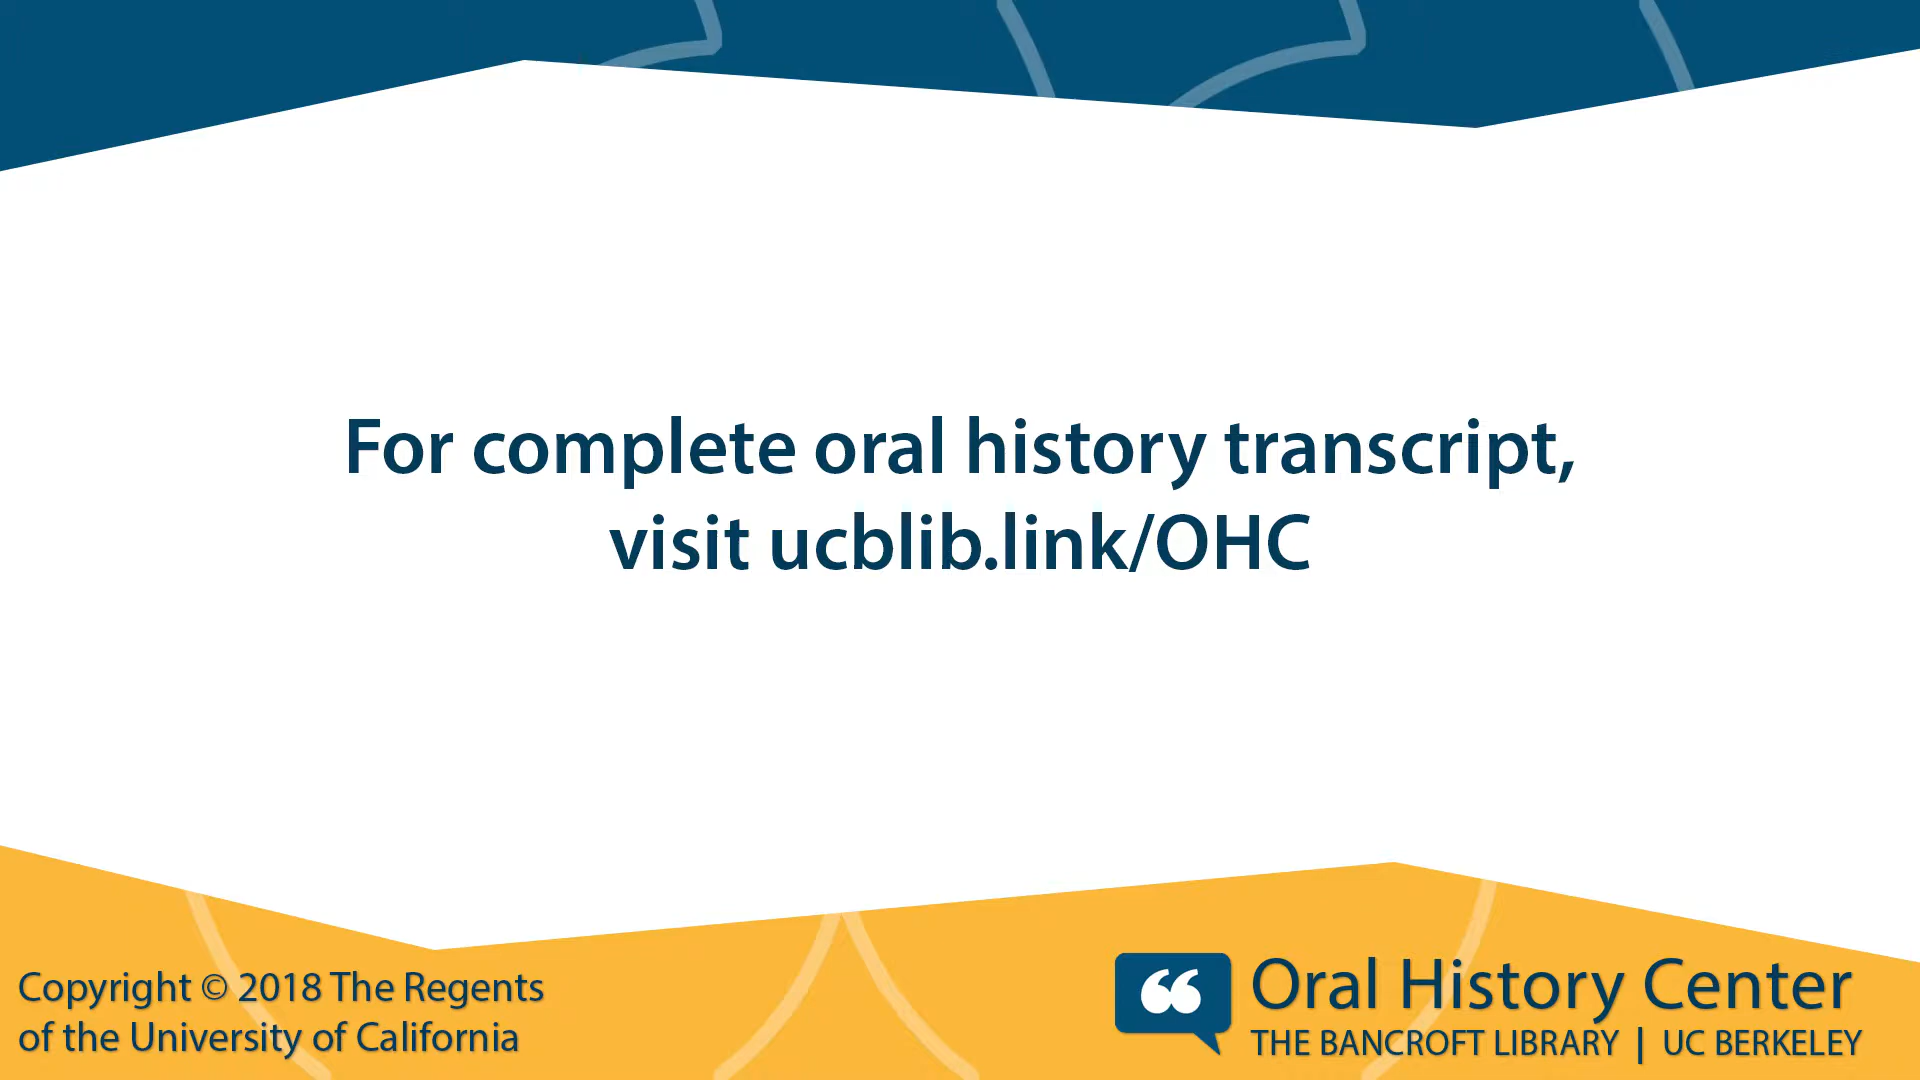 For complete oral history transcript,
visit ucblib.link/OHC
Copyright © 2018 The Regents
of the University of California
Oral History Center
THE BANCROFT LIBRARY | UC BERKELEY